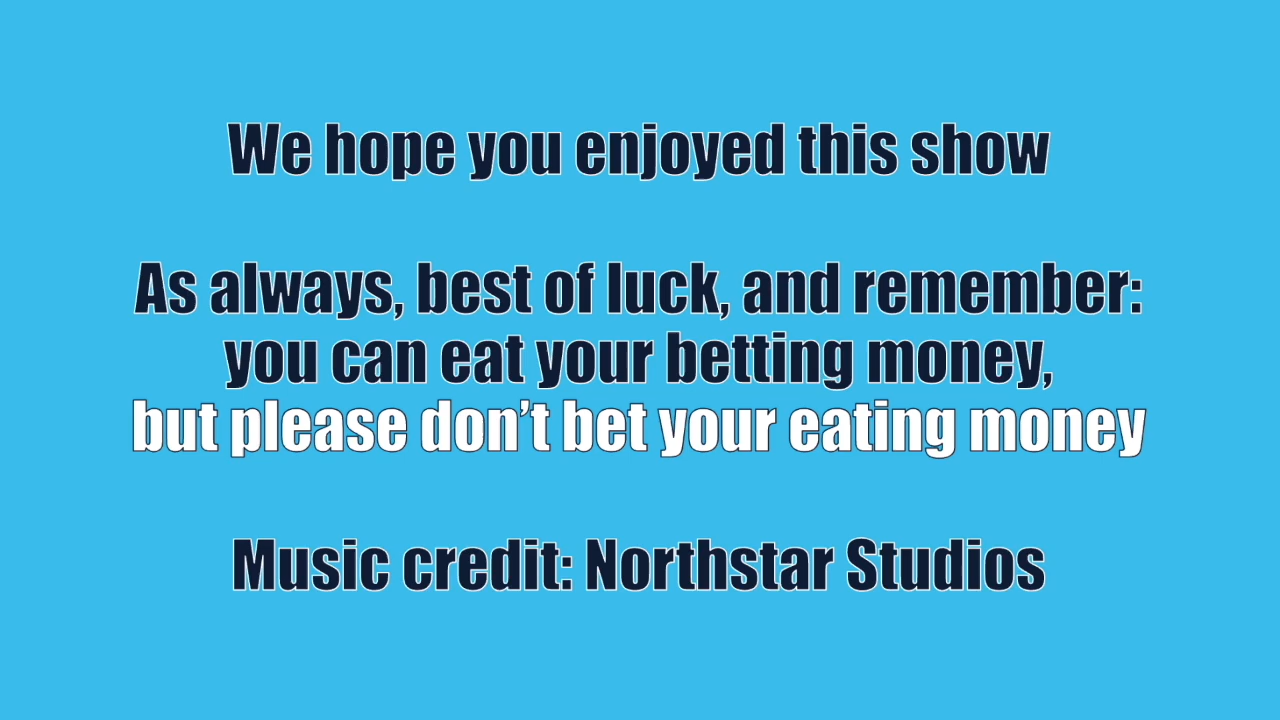 We hope you enjoyed this show
As always, best of luck, and remember:
you can eat your betting money,
but please don’t bet your eating money
Music credit: Northstar Studios